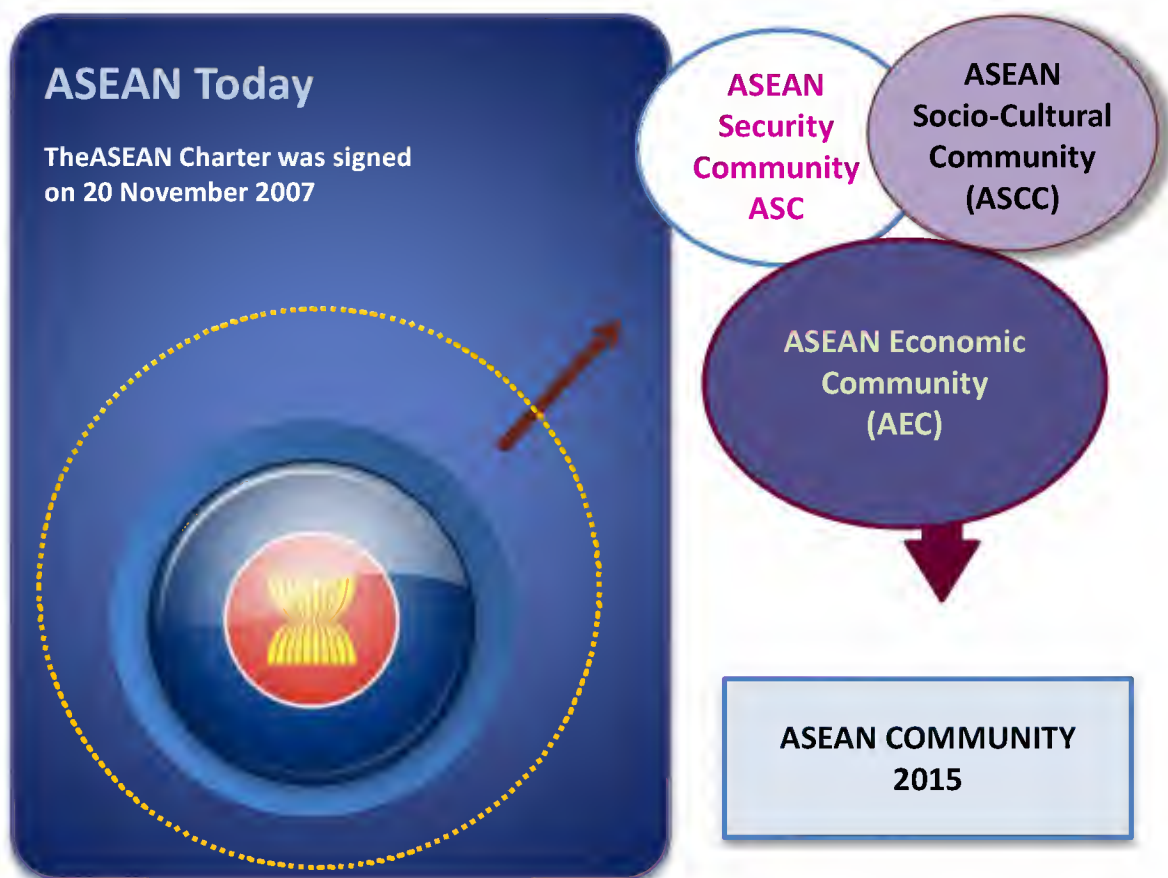 ASEAN Today
TheASEAN Charter was signed
on 20 November 2007
ASEAN
Security
Community
ASC
ASEAN
Socio-Cultural
Community
(ASCC)
ASEAN Economic
Community
(AEC)
ASEAN COMMUNITY
2015